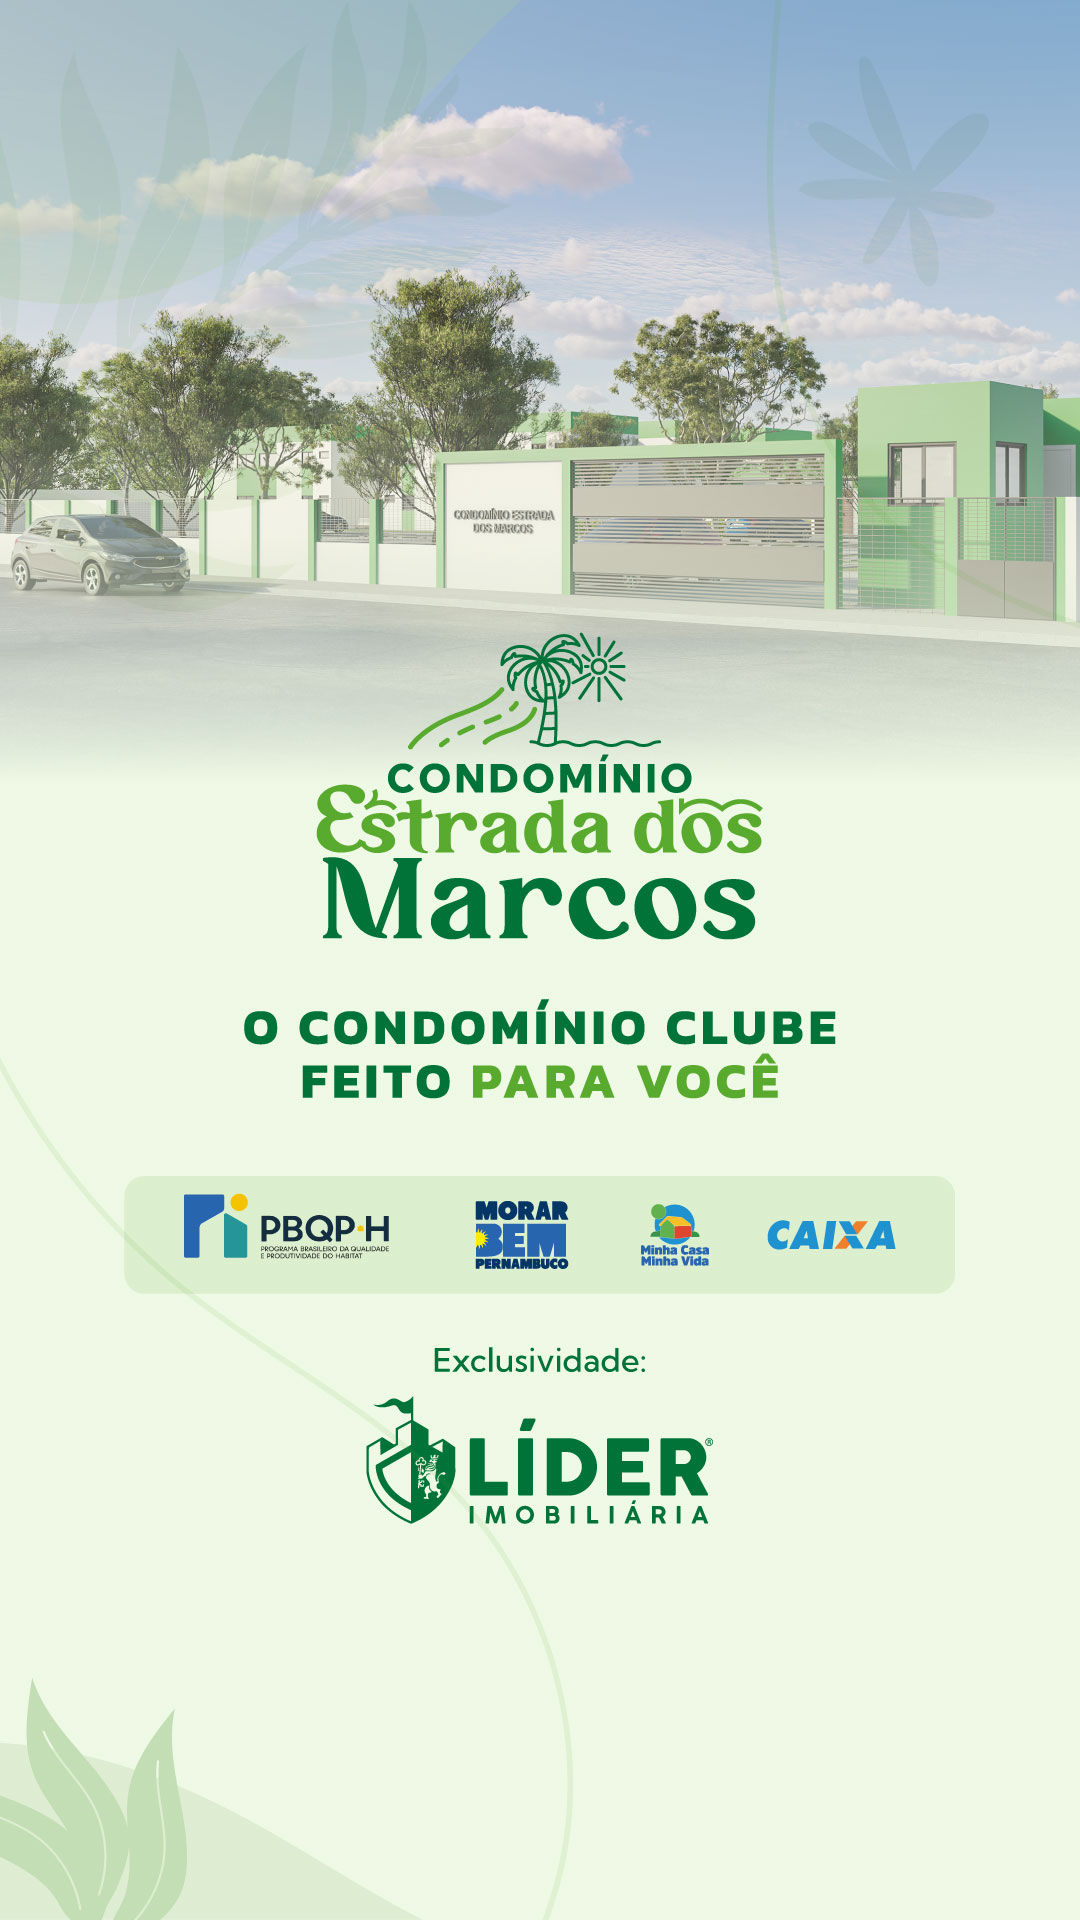 CONDOMÍNIO ESTRADA
DOS MARCOS
CONDOMÍNIO
Estrada dos
Marcos
O CONDOMÍNIO CLUBE
FEITO PARA VOCÊ
PBQP-H
PROGRAMA BRASILEIRO DA QUALIDADE
E PRODUTIVIDADE DO HABITAT
MORAR
BEM
PERNAMBUCO
Minha Casa
Minha Vida
CAIXA
Exclusividade:
LÍDER®
IMOBILIÁRIA